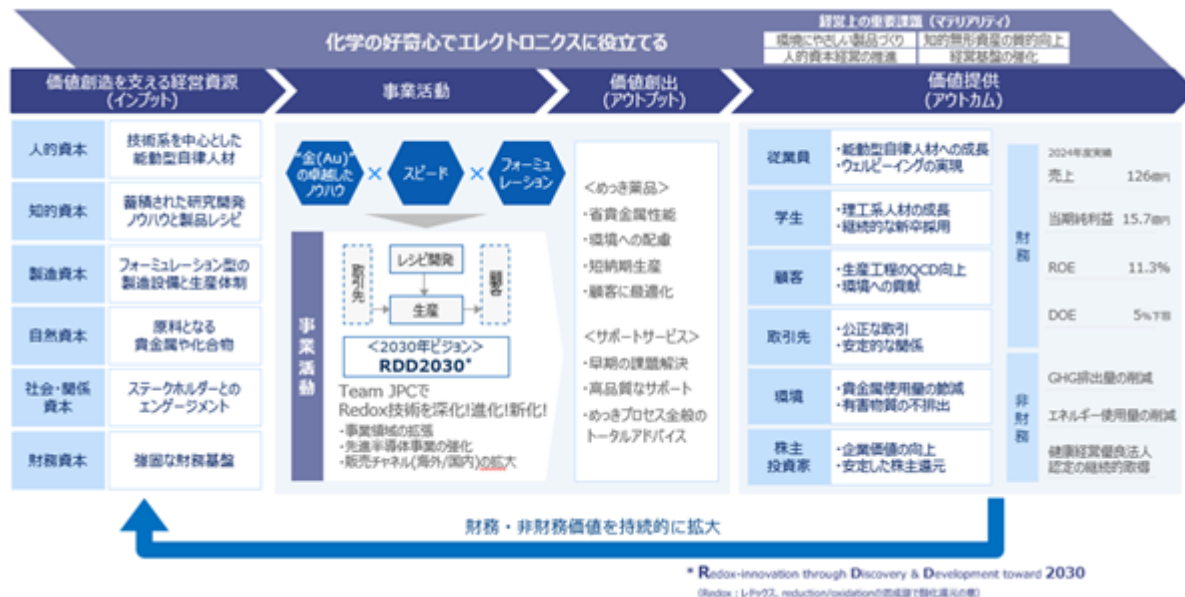 化学の好奇心でエレクトロニクスに役立てる
経営上の重要課題(マテリアリティ)
環境にやさしい製品づくり
知的無形資産の質的向上
人的資本経営の推進
経営基盤の強化
価値創造を支える経営資源
(インプット)
事業活動
価値創出
(アウトプット)
価値提供
(アウトカム)
人的資本
技術系を中心とした
能動型自律人材
知的資本
蓄積された研究開発
ノウハウと製品レシピ
製造資本
フォーミュレーション型の
製造設備と生産体制
自然資本
原料となる
貴金属や化合物
社会・関係
資本
ステークホルダーとの
エンゲージメント
財務資本
強固な財務基盤
"金(Au)"
の卓越した
ノウハウ
×
スピード
×
フォーミュ
レーション
事業活動
取引先
レシピ開発
生産
顧客
<2030年ビジョン>
RDD2030*
Team JPCで
Redox技術を深化!進化!新化!
・事業領域の拡張
・先進半導体事業の強化
・販売チャネル(海外/国内)の拡大
<めっき薬品>
・省貴金属性能
・環境への配慮
・短納期生産
・顧客に最適化
<サポートサービス>
・早期の課題解決
・高品質なサポート
・めっきプロセス全般の
トータルアドバイス
従業員
・能動型自律人材への成長
・ウェルビーイングの実現
学生
・理工系人材の成長
・継続的な新卒採用
顧客
・生産工程のQCD向上
・環境への貢献
取引先
・公正な取引
・安定的な関係
環境
・貴金属使用量の節減
・有害物質の不排出
株主
投資家
・企業価値の向上
・安定した株主還元
財務
2024年度実績
売上 126億円
当期純利益 15.7億円
ROE 11.3%
DOE 5%下限
非財務
GHG排出量の削減
エネルギー使用量の削減
健康経営優良法人
認定の継続的取得
財務・非財務価値を持続的に拡大
* Redox-innovation through Discovery & Development toward 2030
(Redox:レドックス, reduction/oxidationの混成語で酸化還元の意)